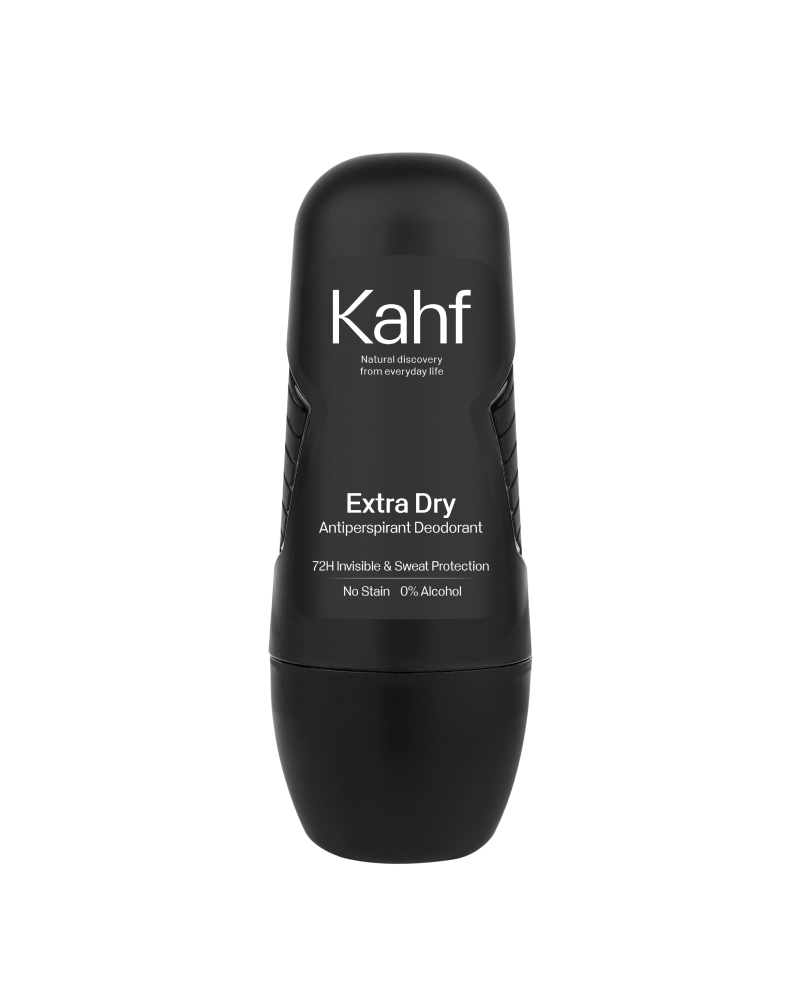 Kahf
Natural discovery
from everyday life
Extra Dry
Antiperspirant Deodorant
72H Invisible & Sweat Protection
No Stain 0% Alcohol